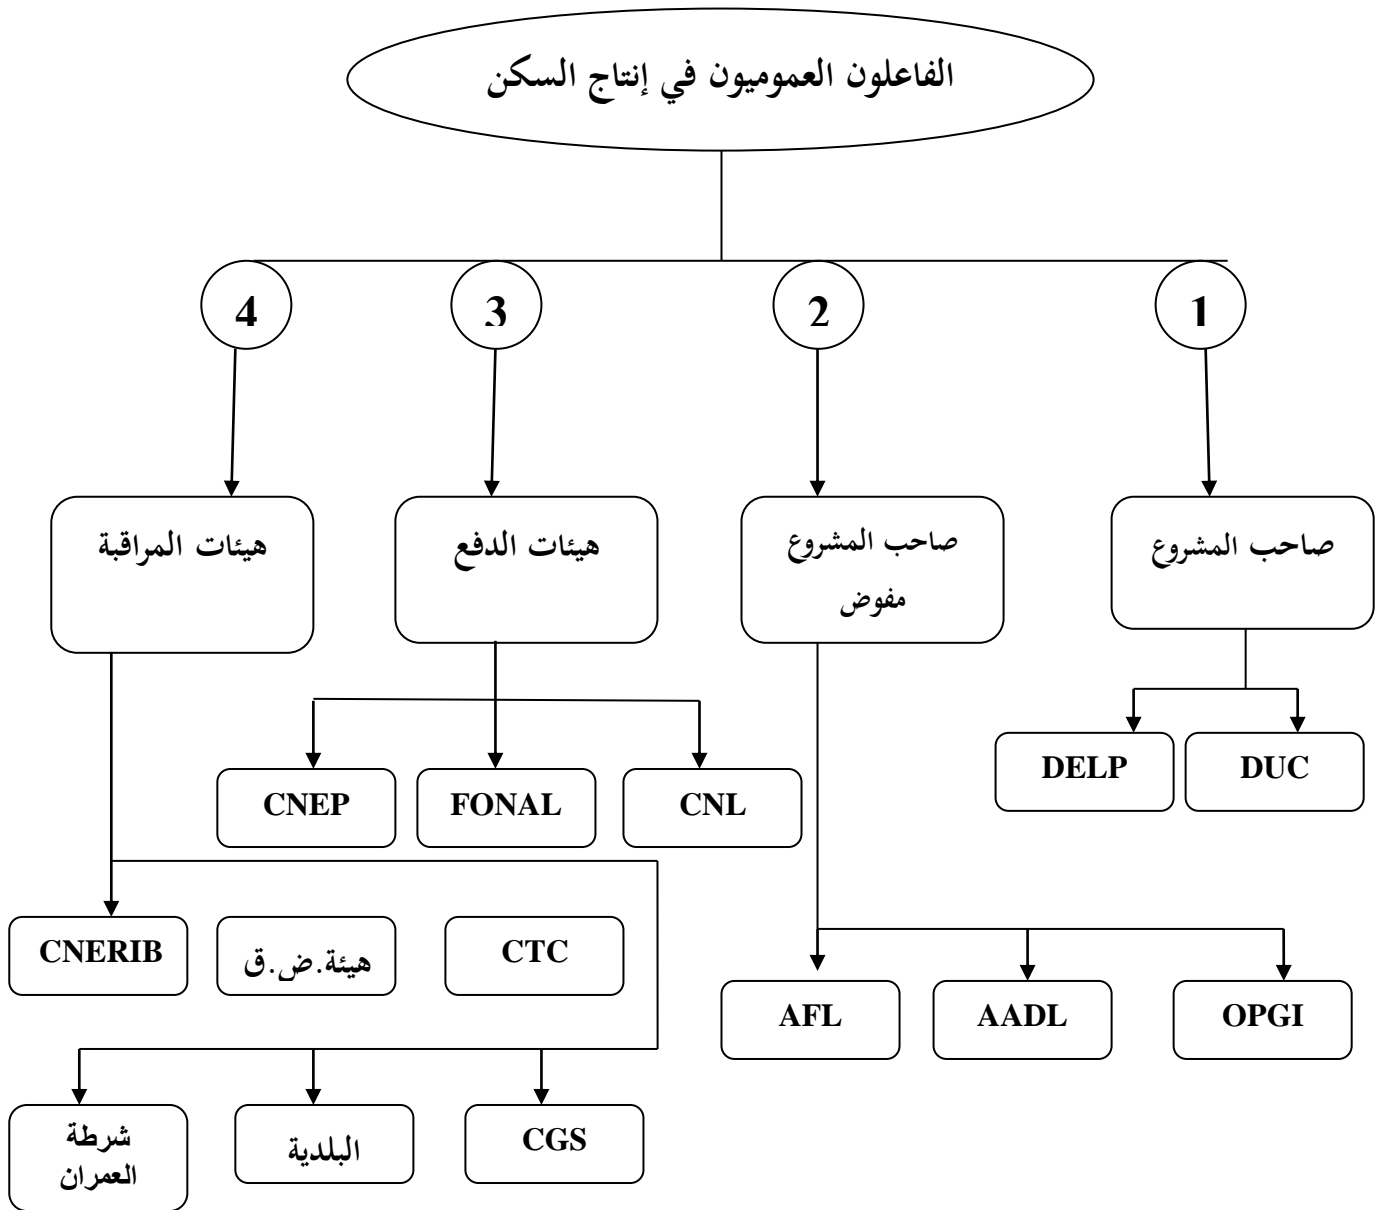 الفاعلون العموميون في إنتاج السكن
1
2
3
4
صاحب المشروع
صاحب المشروع
مفوض
هيئات الدفع
هيئات المراقبة
DUC
DELP
CNL
FONAL
CNEP
CTC
هيئة.ض.ق
CNERIB
OPGI
AADL
AFL
CGS
البلدية
شرطة
العمران